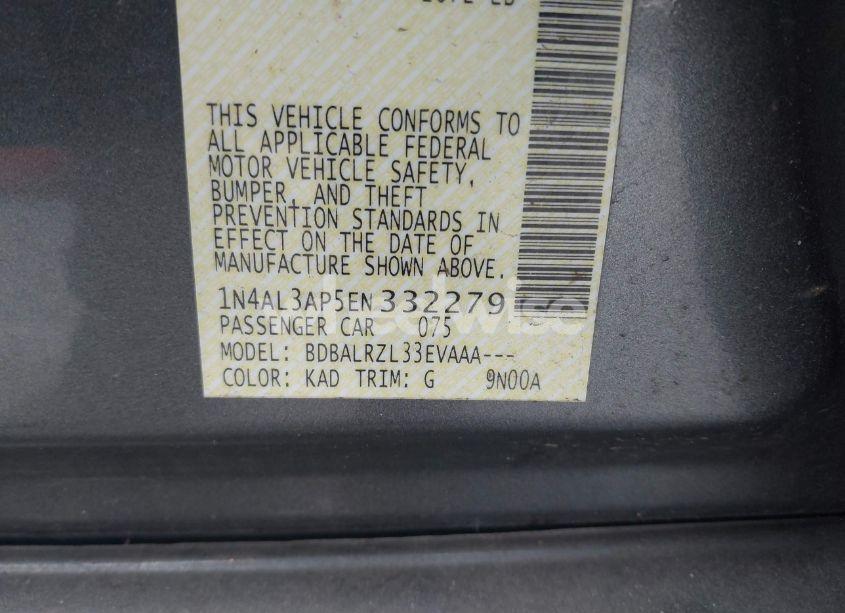 THIS VEHICLE CONFORMS TO
ALL APPLICABLE FEDERAL
MOTOR VEHICLE SAFETY,
BUMPER, AND THEFT
PREVENTION STANDARDS IN
EFFECT ON THE DATE OF
MANUFACTURE SHOWN ABOVE.
1N4AL3AP5EN332279
PASSENGER CAR 075
MODEL: BDBALRZL33EVAAA---
COLOR: KAD TRIM: G 9N00A